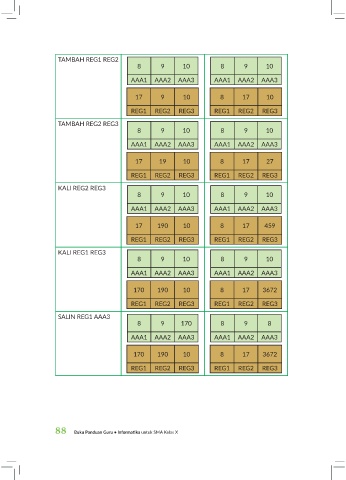 TAMBAH REG1 REG2
8 9 10 8 9 10
AAA1 AAA2 AAA3 AAA1 AAA2 AAA3
17 9 10 8 17 10
REG1 REG2 REG3 REG1 REG2 REG3
TAMBAH REG2 REG3
8 9 10 8 9 10
AAA1 AAA2 AAA3 AAA1 AAA2 AAA3
17 19 10 8 17 27
REG1 REG2 REG3 REG1 REG2 REG3
KALI REG2 REG3
8 9 10 8 9 10
AAA1 AAA2 AAA3 AAA1 AAA2 AAA3
17 190 10 8 17 459
REG1 REG2 REG3 REG1 REG2 REG3
KALI REG1 REG3
8 9 10 8 9 10
AAA1 AAA2 AAA3 AAA1 AAA2 AAA3
170 190 10 8 17 3672
REG1 REG2 REG3 REG1 REG2 REG3
SALIN REG1 AAA3
8 9 170 8 9 8
AAA1 AAA2 AAA3 AAA1 AAA2 AAA3
170 190 10 8 17 3672
REG1 REG2 REG3 REG1 REG2 REG3
88 Buku Panduan Guru • Informatika untuk SMA Kelas X